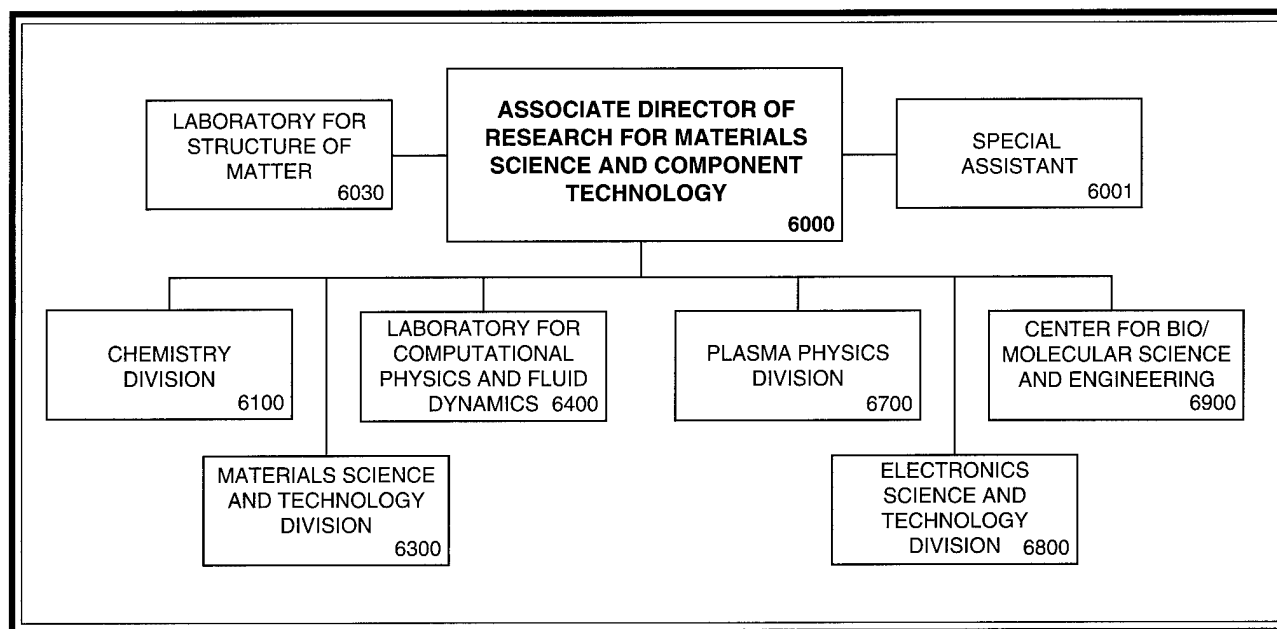 LABORATORY FOR
STRUCTURE OF
MATTER
6030
ASSOCIATE DIRECTOR OF
RESEARCH FOR MATERIALS
SCIENCE AND COMPONENT
TECHNOLOGY
6000
SPECIAL
ASSISTANT
6001
CHEMISTRY
DIVISION
6100
LABORATORY FOR
COMPUTATIONAL
PHYSICS AND FLUID
DYNAMICS 6400
PLASMA PHYSICS
DIVISION
6700
CENTER FOR BIO/
MOLECULAR SCIENCE
AND ENGINEERING
6900
MATERIALS SCIENCE
AND TECHNOLOGY
DIVISION
6300
ELECTRONICS
SCIENCE AND
TECHNOLOGY
DIVISION 6800